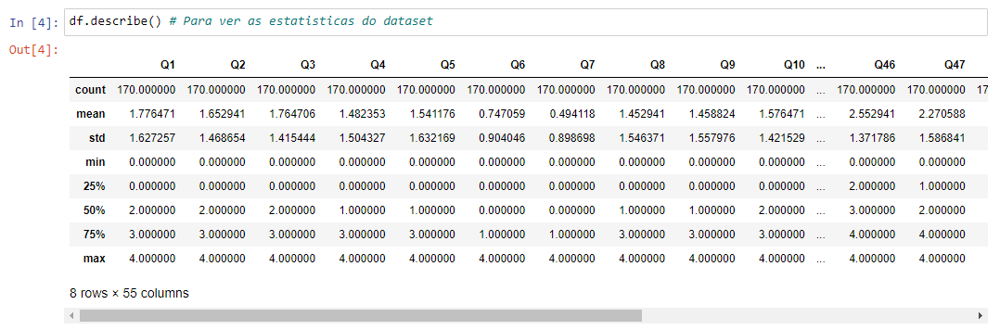 In [4]: df.describe() # Para ver as estatisticas do dataset
Out[4]:
Q1 Q2 Q3 Q4 Q5 Q6 Q7 Q8 Q9 Q10 ... Q46 Q47
count 170.000000 170.000000 170.000000 170.000000 170.000000 170.000000 170.000000 170.000000 170.000000 170.000000 ... 170.000000 170.000000 17
mean 1.776471 1.652941 1.764706 1.482353 1.541176 0.747059 0.494118 1.452941 1.458824 1.576471 ... 2.552941 2.270588
std 1.627257 1.468654 1.415444 1.504327 1.632169 0.904046 0.898698 1.546371 1.557976 1.421529 ... 1.371786 1.586841
min 0.000000 0.000000 0.000000 0.000000 0.000000 0.000000 0.000000 0.000000 0.000000 0.000000 ... 0.000000 0.000000
25% 0.000000 0.000000 0.000000 0.000000 0.000000 0.000000 0.000000 0.000000 0.000000 0.000000 ... 2.000000 1.000000
50% 2.000000 2.000000 2.000000 1.000000 1.000000 0.000000 0.000000 1.000000 1.000000 2.000000 ... 3.000000 2.000000
75% 3.000000 3.000000 3.000000 3.000000 3.000000 1.000000 1.000000 3.000000 3.000000 3.000000 ... 4.000000 4.000000
max 4.000000 4.000000 4.000000 4.000000 4.000000 4.000000 4.000000 4.000000 4.000000 4.000000 ... 4.000000 4.000000
8 rows × 55 columns